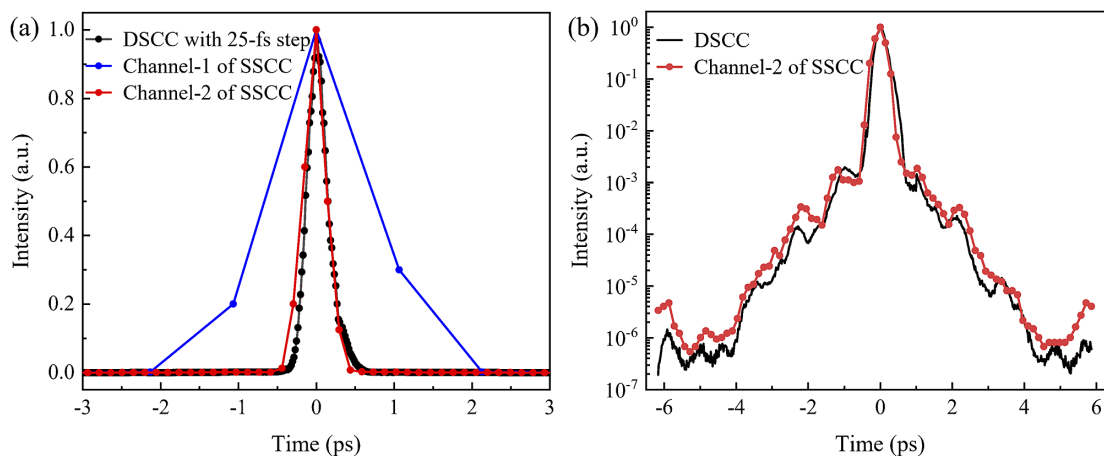 (a)
DSCC with 25-fs step
Channel-1 of SSCC
Channel-2 of SSCC
Intensity (a.u.)
1.0
0.8
0.6
0.4
0.2
0.0
-3 -2 -1 0 1 2 3
Time (ps)
(b)
DSCC
Channel-2 of SSCC
Intensity (a.u.)
10^0
10^-1
10^-2
10^-3
10^-4
10^-5
10^-6
10^-7
-6 -4 -2 0 2 4 6
Time (ps)